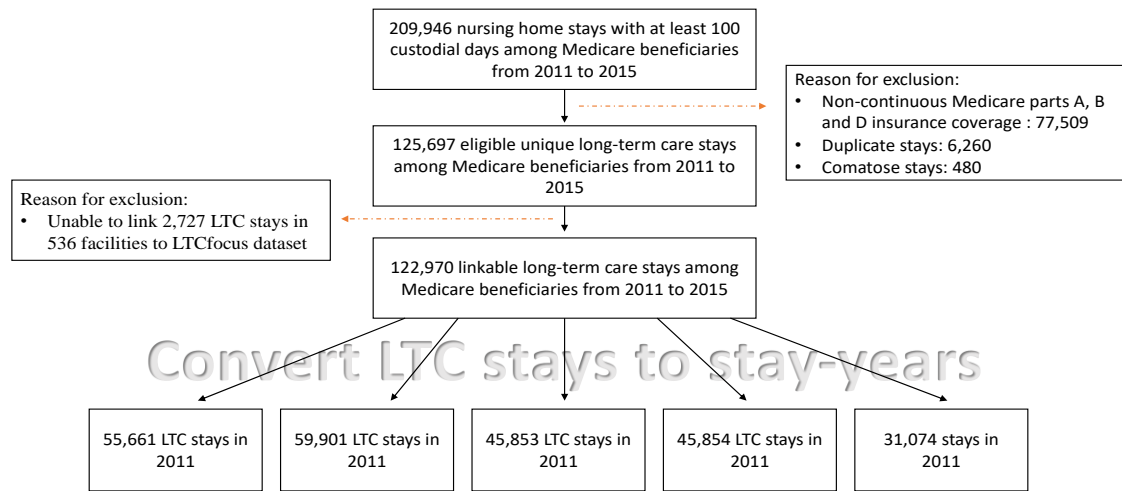 209,946 nursing home stays with at least 100
custodial days among Medicare beneficiaries
from 2011 to 2015
Reason for exclusion:
• Non-continuous Medicare parts A, B
and D insurance coverage : 77,509
• Duplicate stays: 6,260
• Comatose stays: 480
125,697 eligible unique long-term care stays
among Medicare beneficiaries from 2011 to
2015
Reason for exclusion:
• Unable to link 2,727 LTC stays in
536 facilities to LTCfocus dataset
122,970 linkable long-term care stays among
Medicare beneficiaries from 2011 to 2015
Convert LTC stays to stay-years
55,661 LTC stays in
2011
59,901 LTC stays in
2011
45,853 LTC stays in
2011
45,854 LTC stays in
2011
31,074 stays in
2011